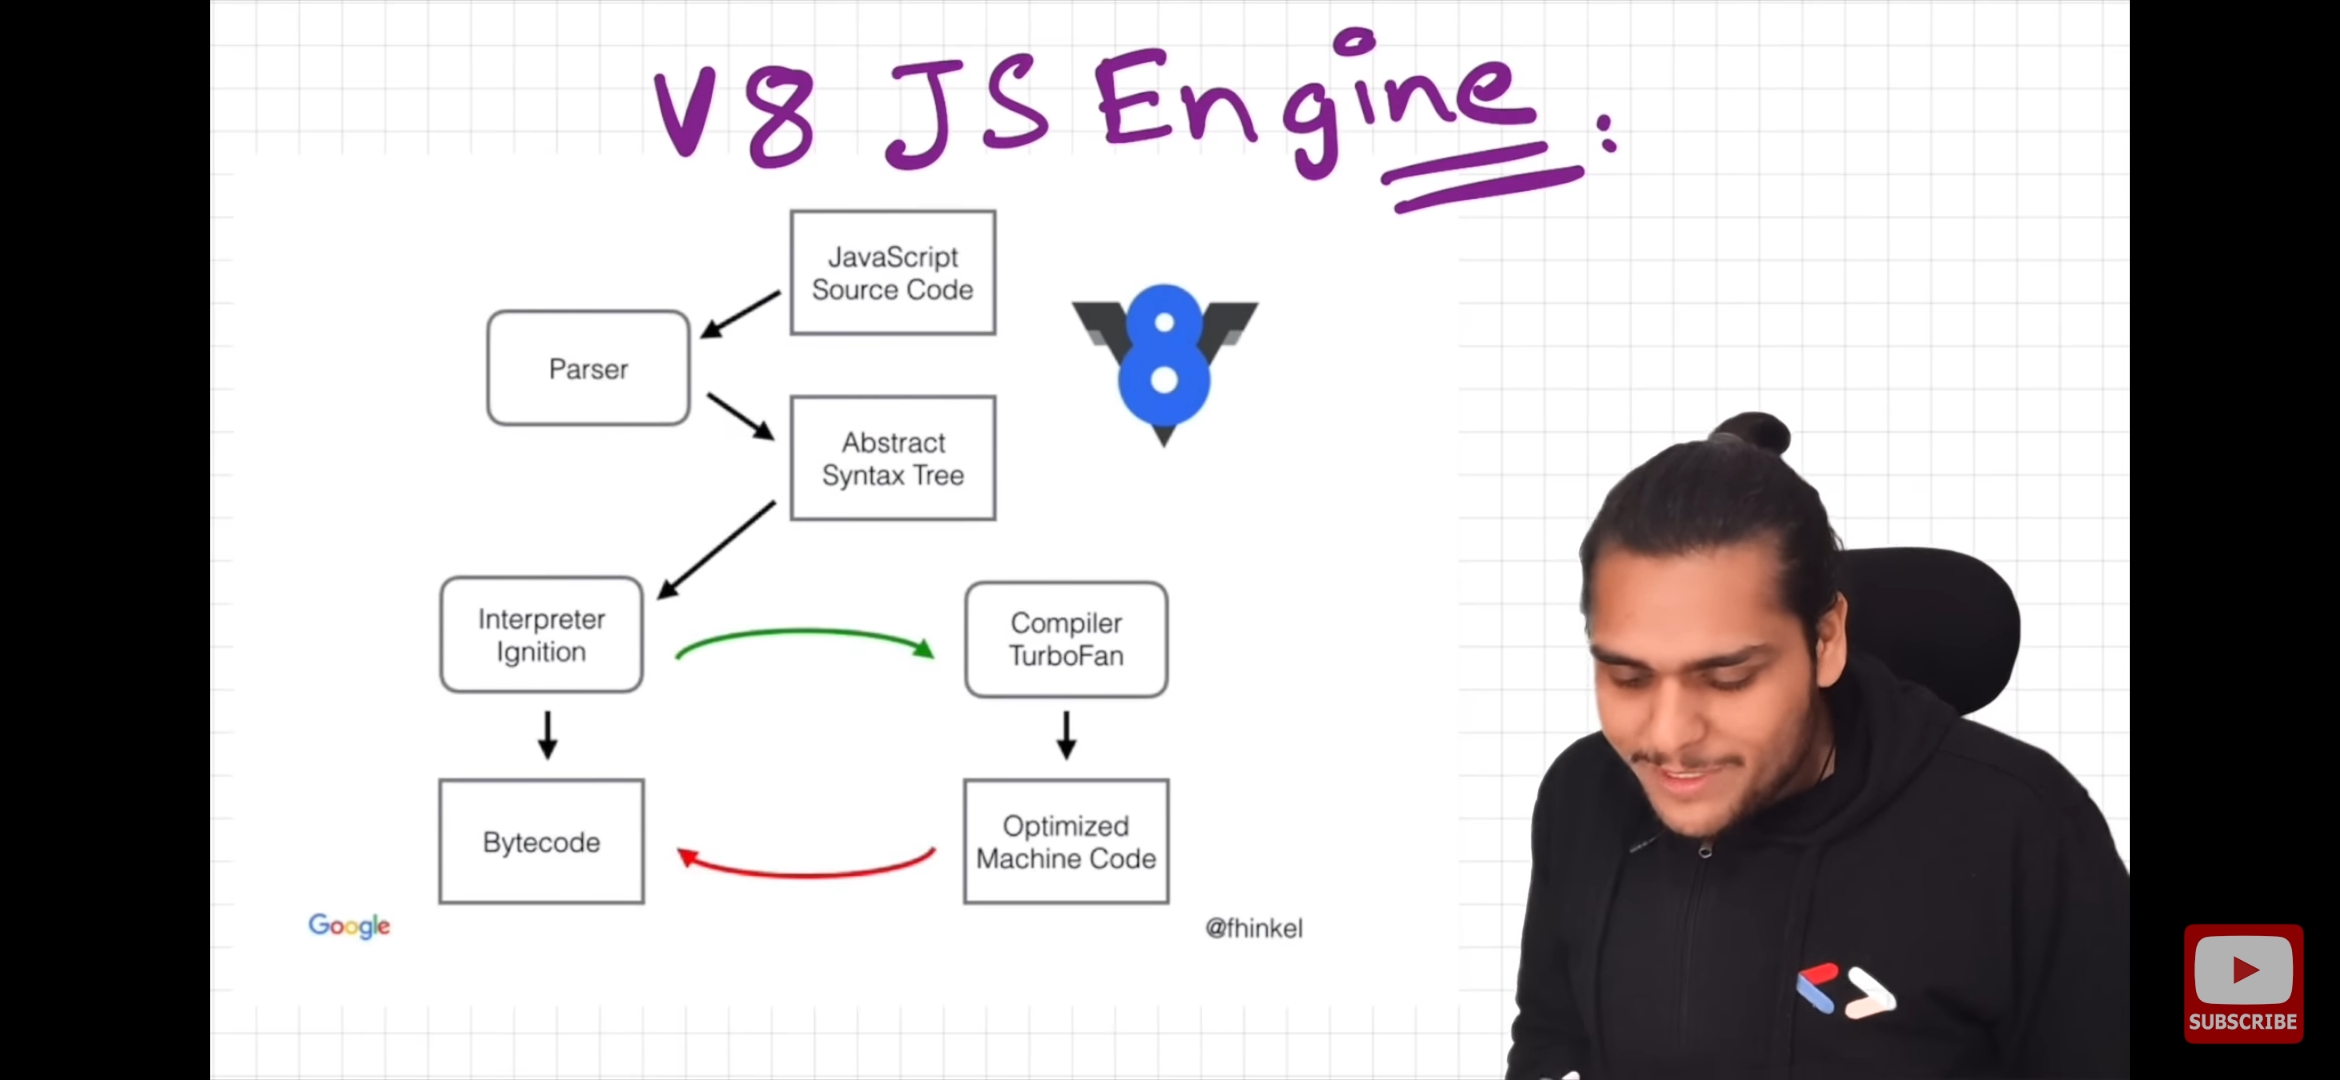 V8 JS Engine :
JavaScript
Source Code
Parser
Abstract
Syntax Tree
Interpreter
Ignition
Compiler
TurboFan
Bytecode
Optimized
Machine Code
Google
@fhinkel
SUBSCRIBE